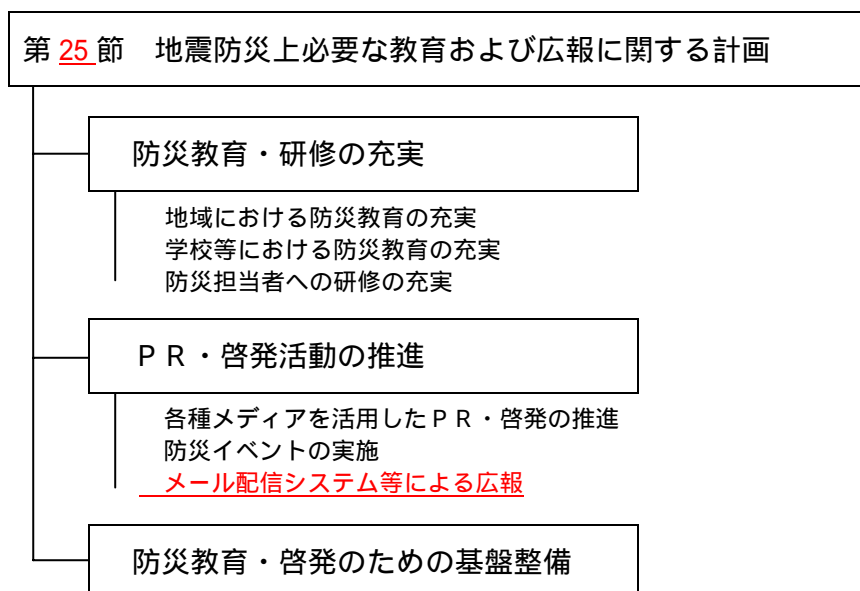 第 25 節　地震防災上必要な教育および広報に関する計画
防災教育・研修の充実
地域における防災教育の充実
学校等における防災教育の充実
防災担当者への研修の充実
ＰＲ・啓発活動の推進
各種メディアを活用したＰＲ・啓発の推進
防災イベントの実施
メール配信システム等による広報
防災教育・啓発のための基盤整備